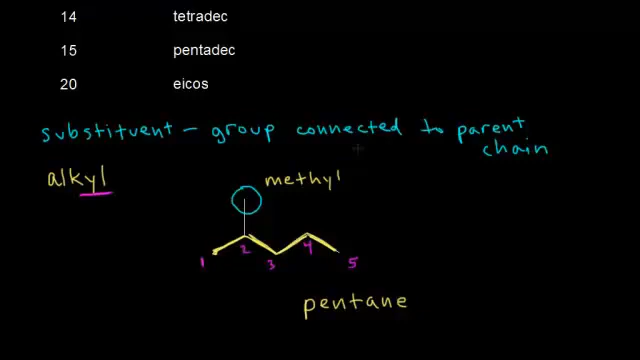 14 tetradec
15 pentadec
20 eicos
substituent - group connected to parent
chain
alkyl
methyl
1 2 3 4 5
pentane